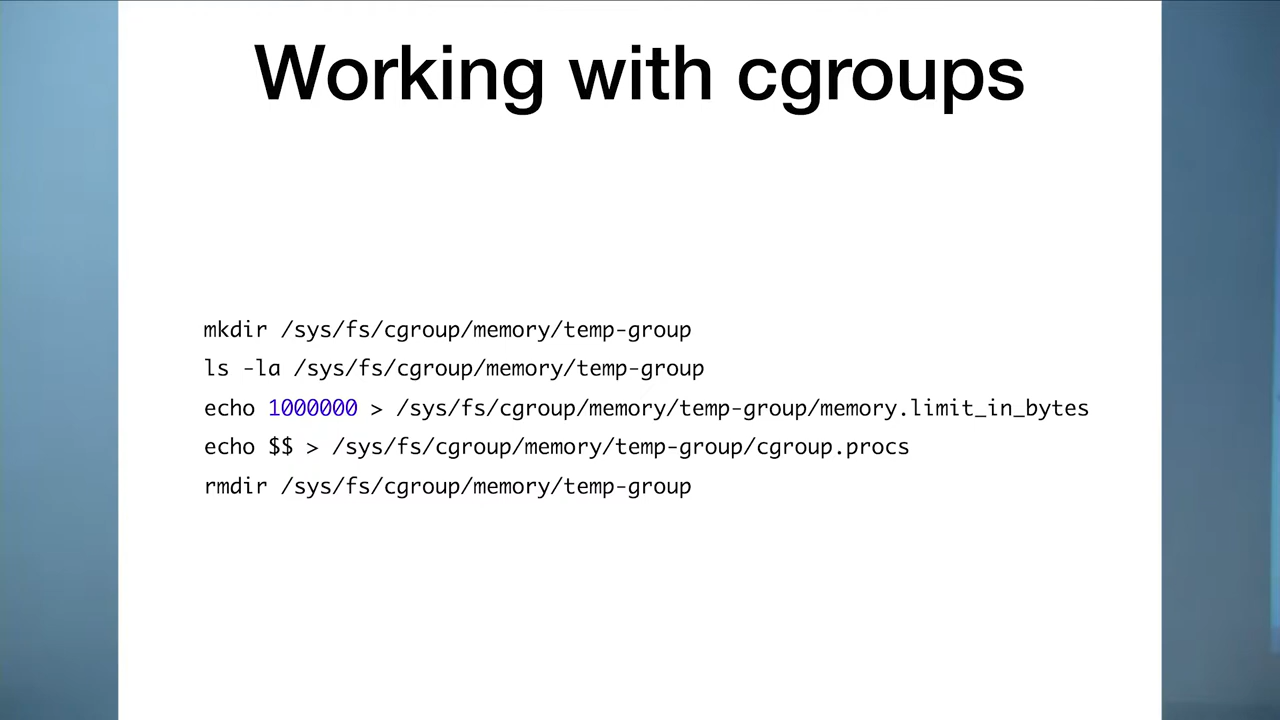 Working with cgroups
mkdir /sys/fs/cgroup/memory/temp-group
ls -la /sys/fs/cgroup/memory/temp-group
echo 1000000 > /sys/fs/cgroup/memory/temp-group/memory.limit_in_bytes
echo $$ > /sys/fs/cgroup/memory/temp-group/cgroup.procs
rmdir /sys/fs/cgroup/memory/temp-group